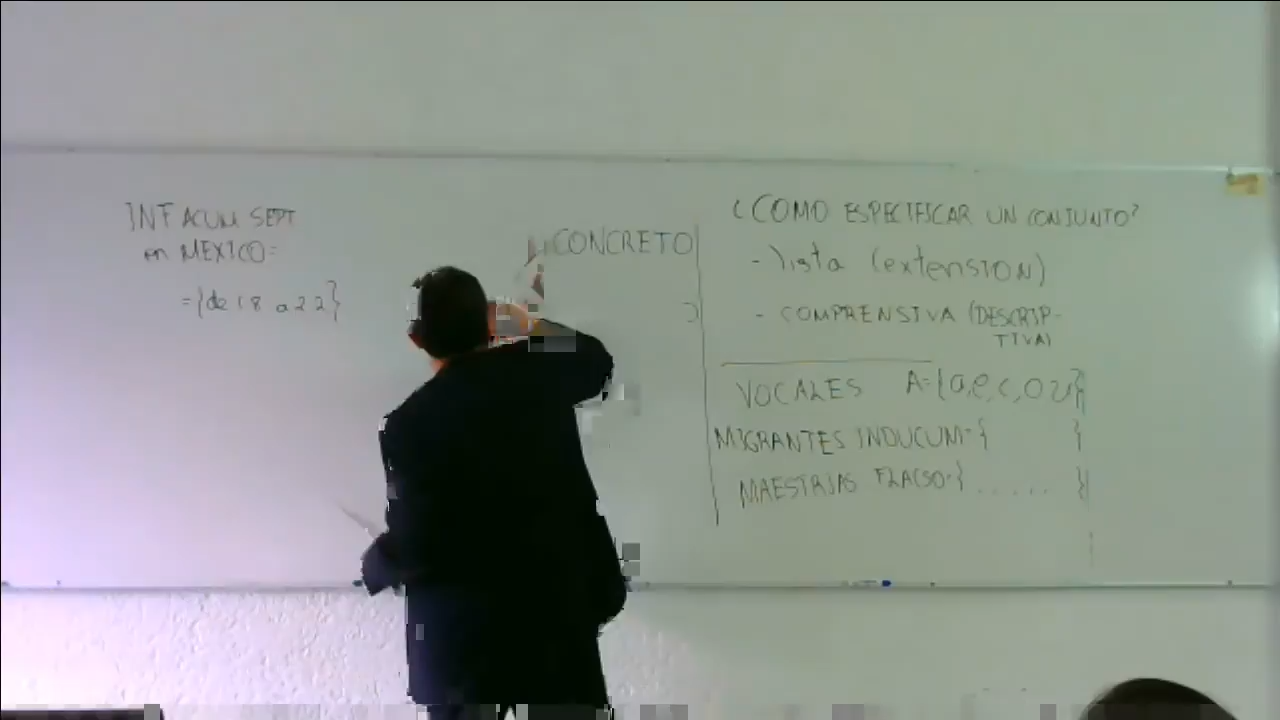 INF ACUM SEPT
en MEXICO=
={de 18 a 22}
CONCRETO
¿COMO ESPECIFICAR UN CONJUNTO?
- lista (extensION)
- COMPRENSIVA (DESCRIP-
TIVA)
VOCALES A={a,e,i,o u}
MIGRANTES INDOCUM={ }
MAESTRIAS FLACSO={......}